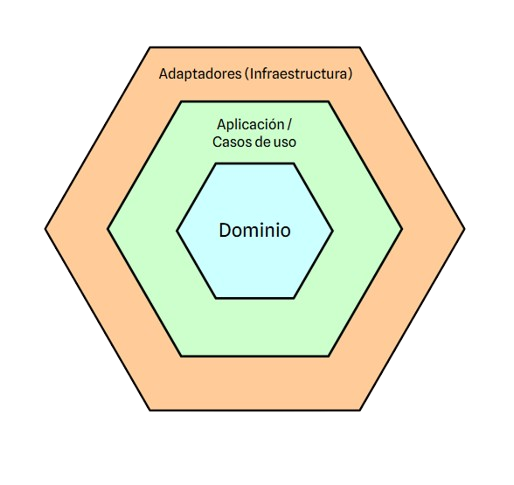 Adaptadores (Infraestructura)
Aplicación /
Casos de uso
Dominio